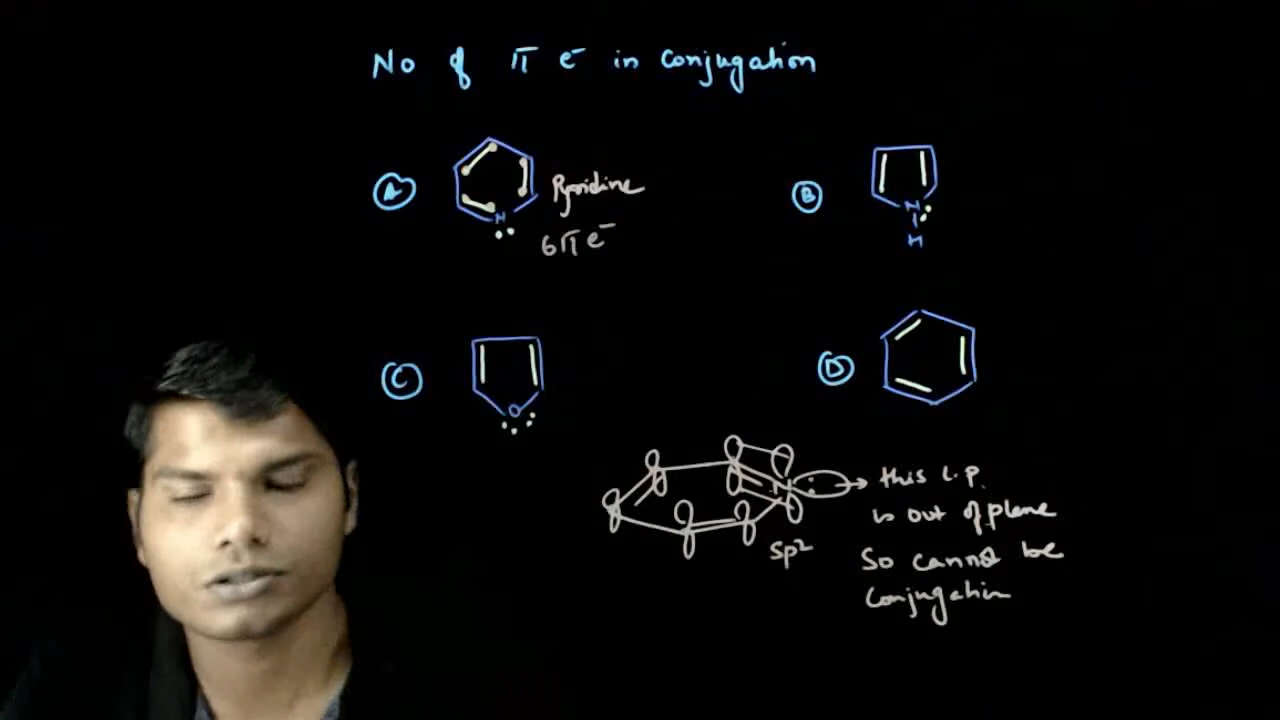 No of π e⁻ in conjugation
A
N
Pyridine
6π e⁻
B
N
H
C
O
D
N
sp²
→ this L.P.
is out of plane
So cannot be
Conjugation